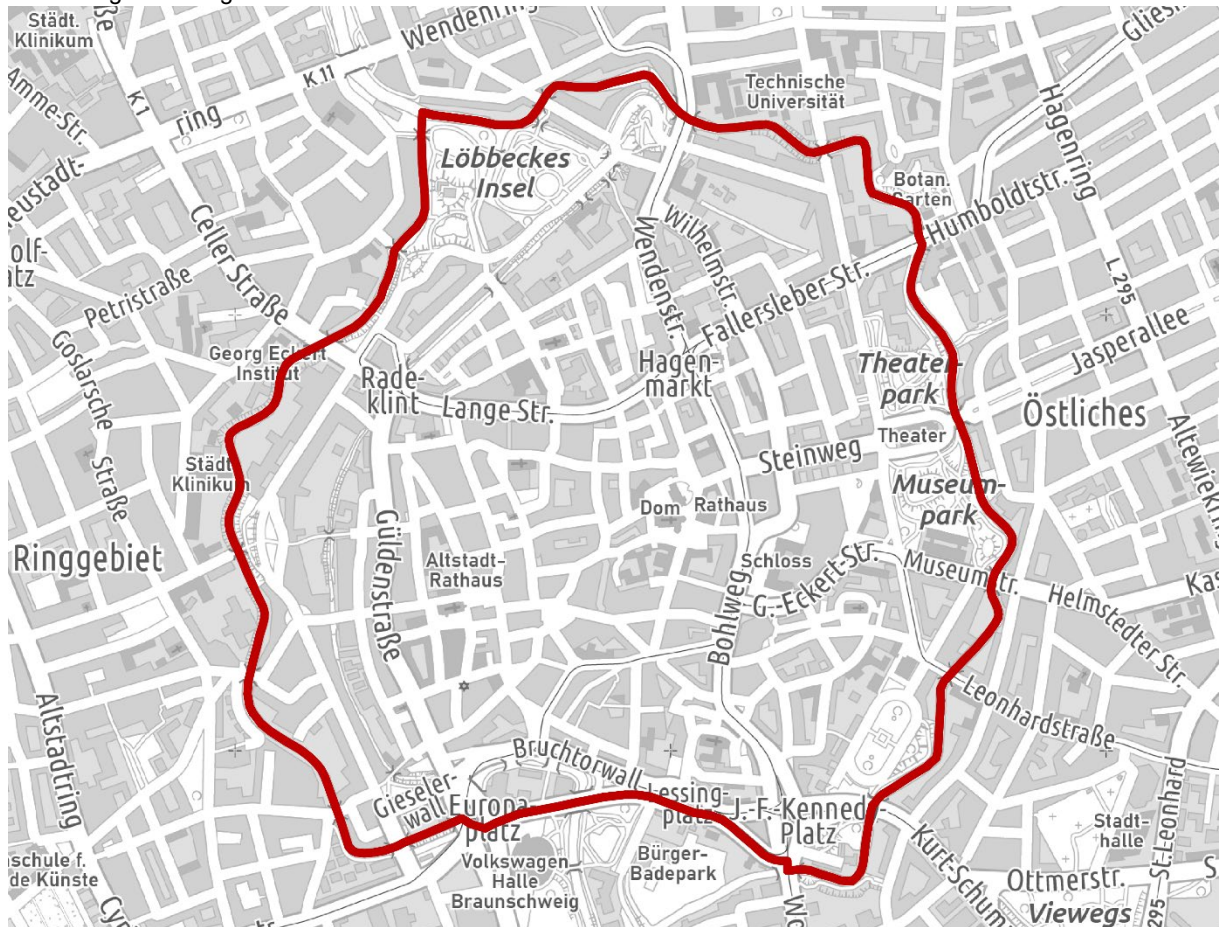 Städt.
Klinikum
Wendenring
K 11
K 1
ring
Amme-Str.
Technische
Universität
Hagenring
Löbbeckes
Insel
Botan.
Garten
Humboldtstr.
Celler Straße
Petristraße
Wilhelmstr.
Wendenstr.
Fallersleber-Str.
L 295
Goslarsche
Straße
Georg Eckert
Institut
Rade-
klint
Lange Str.
Hagen-
markt
Theater-
park
Jasperallee
Östliches
Theater
Steinweg
Städt.
Klinikum
Museum-
park
Dom
Rathaus
Güldenstraße
Ringgebiet
Altstadt-
Rathaus
Schloss
G.-Eckert-Str.
Museumstr.
Helmstedter Str.
Bohlweg
Leonhardstraße
Altstadtring
Bruchtorwall
Gieseler-
wall
Europa-
platz
Lessing-
platz
J.-F.-Kennedy-
Platz
Stadt-
halle
St.Leonhard
Volkswagen
Halle
Braunschweig
Bürger-
Badepark
Kurt-Schum
Ottmerstr.
Viewegs
295
de Künste